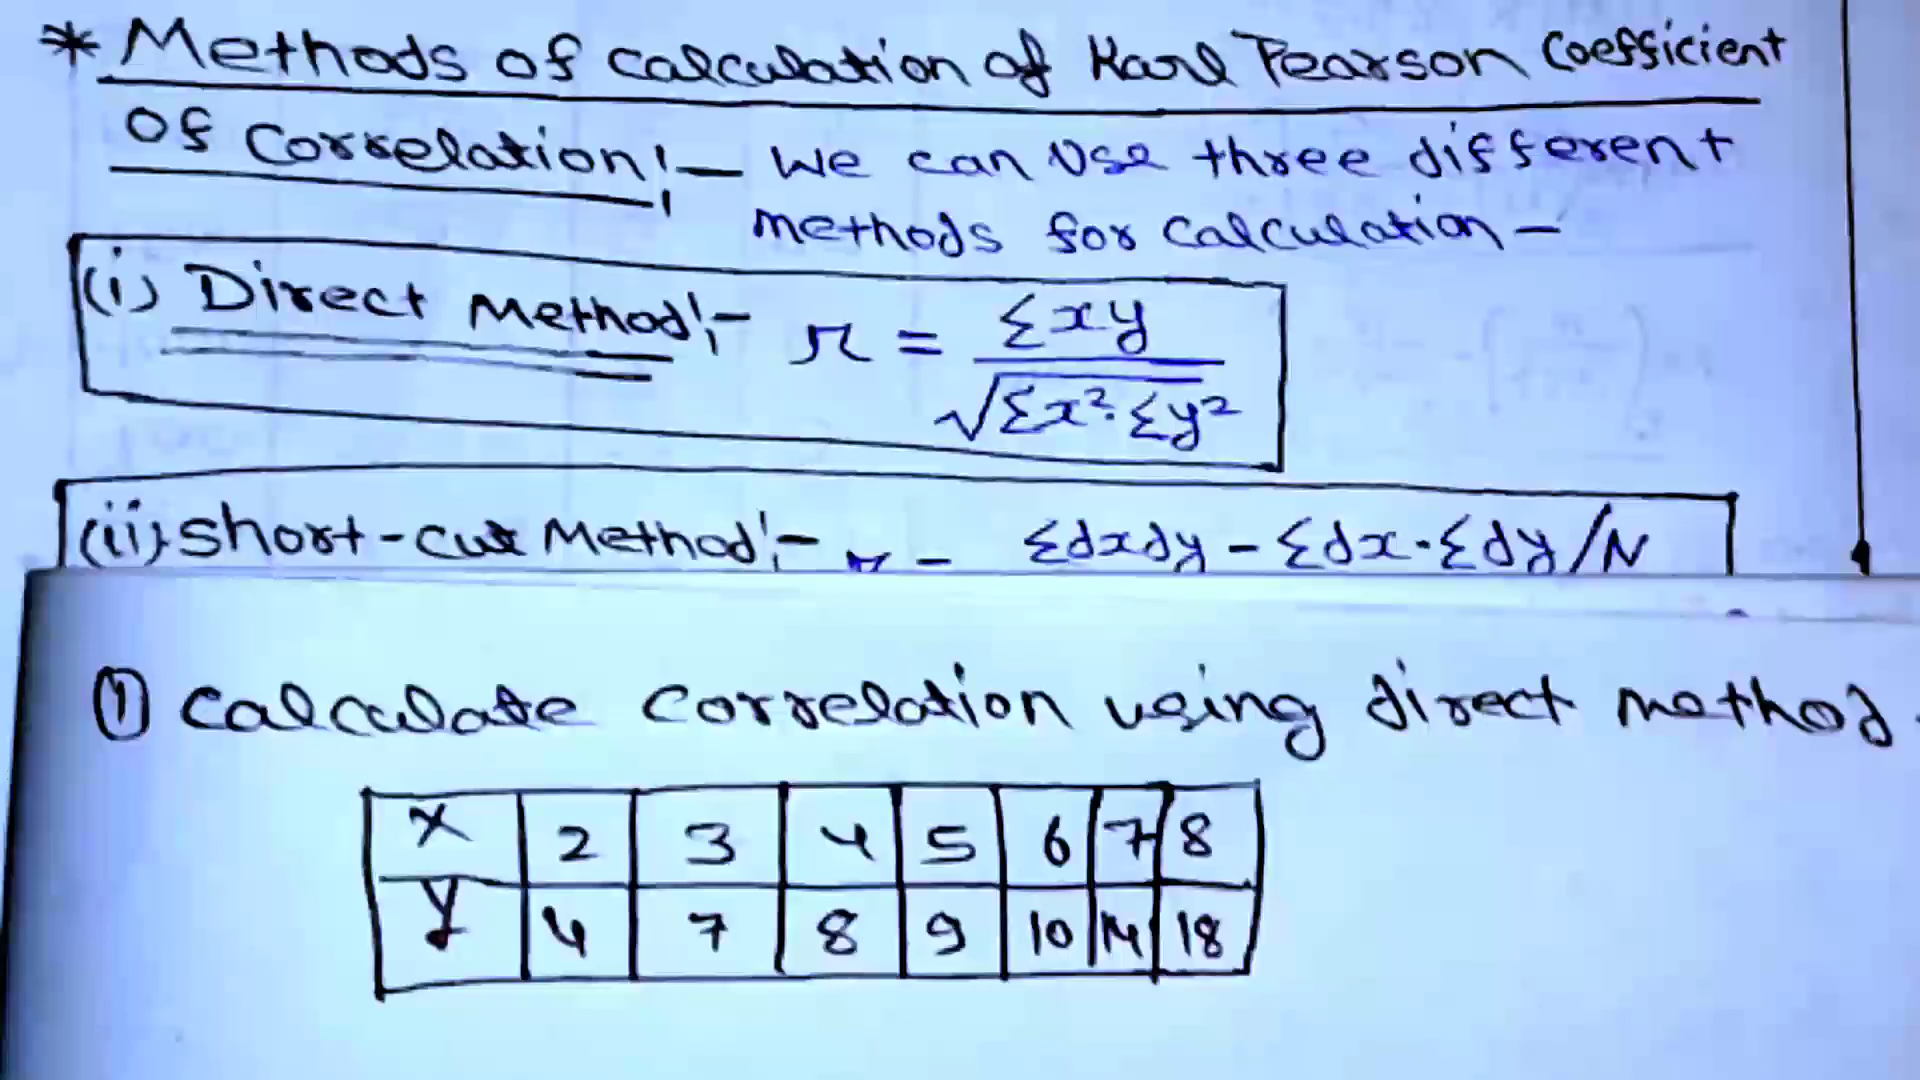 * Methods of calculation of Karl Pearson Coefficient
of Correlation:- We can Use three different
methods for calculation -
(i) Direct Method:- r = Σxy / √Σx²·Σy²
(ii) Short-cut Method:- r = Σdxdy - Σdx·Σdy/N
① Calculate correlation using direct method.
X 2 3 4 5 6 7 8
Y 4 7 8 9 10 14 18